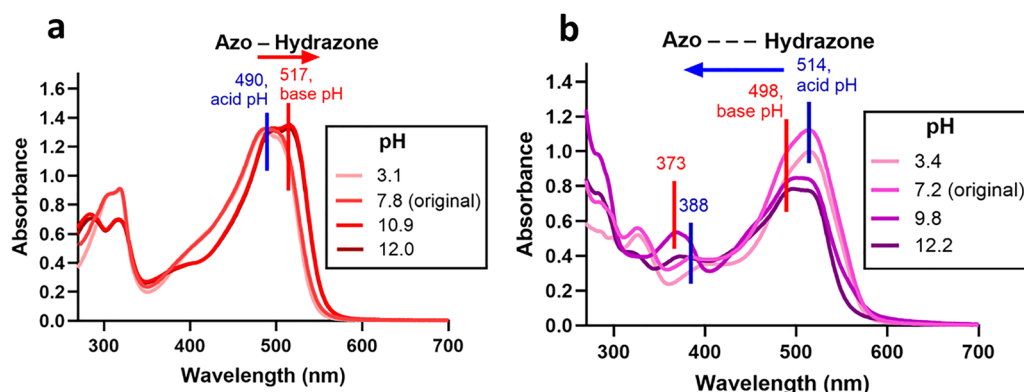 a
Azo – Hydrazone
490,
acid pH
517,
base pH
Absorbance
1.6
1.4
1.2
1.0
0.8
0.6
0.4
0.2
0.0
300
400
500
600
700
Wavelength (nm)
pH
3.1
7.8 (original)
10.9
12.0
b
Azo – – – Hydrazone
514,
acid pH
498,
base pH
373
388
Absorbance
1.4
1.2
1.0
0.8
0.6
0.4
0.2
0.0
300
400
500
600
700
Wavelength (nm)
pH
3.4
7.2 (original)
9.8
12.2